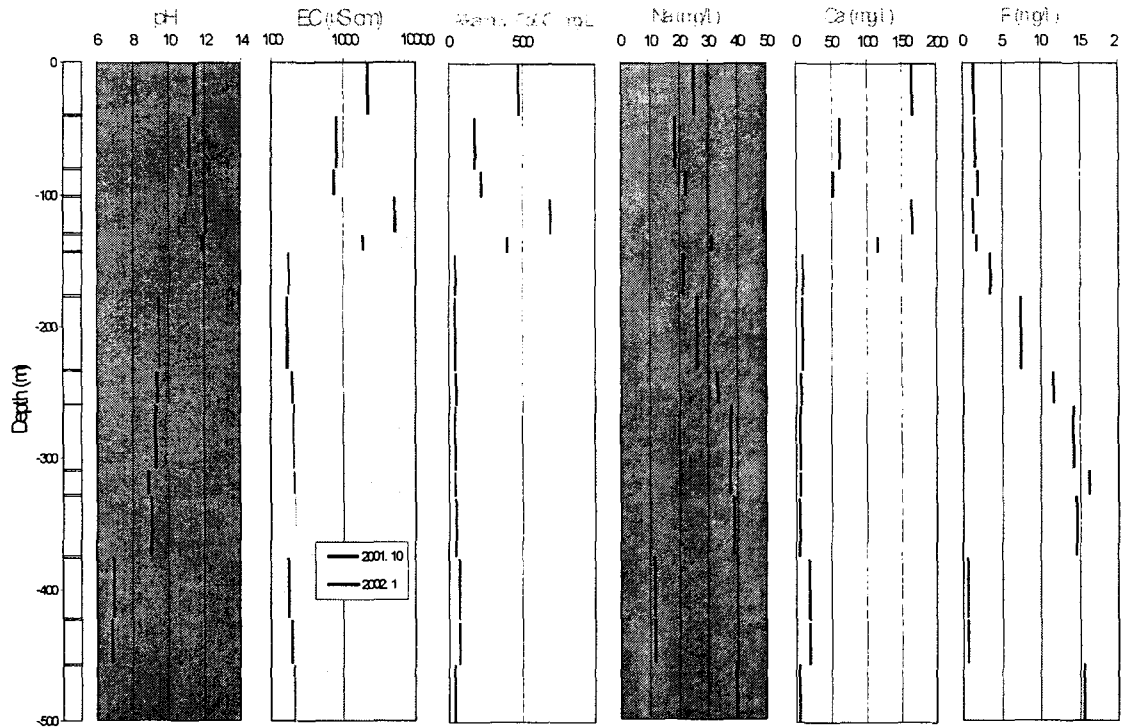 pH
EC (μS/cm)
Na (mg/L)
Ca (mg/L)
F (mg/L)
6 8 10 12 14
100 1000 10000
0 500
0 10 20 30 40 50
0 50 100 150 200
0 5 10 15 2
0
-100
-200
-300
-400
-500
Depth (m)
2001. 10
2002. 1